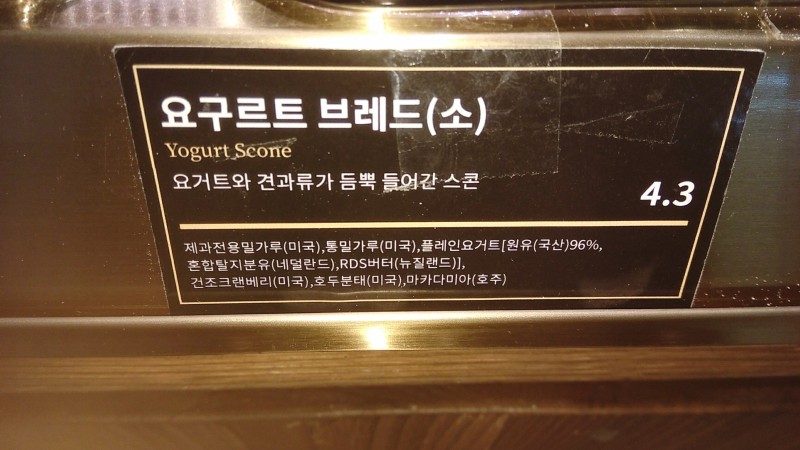 요구르트 브레드(소)
Yogurt Scone
요거트와 견과류가 듬뿍 들어간 스콘
4.3
제과전용밀가루(미국),통밀가루(미국),플레인요거트[원유(국산)96%,
혼합탈지분유(네덜란드),RDS버터(뉴질랜드)],
건조크랜베리(미국),호두분태(미국),마카다미아(호주)